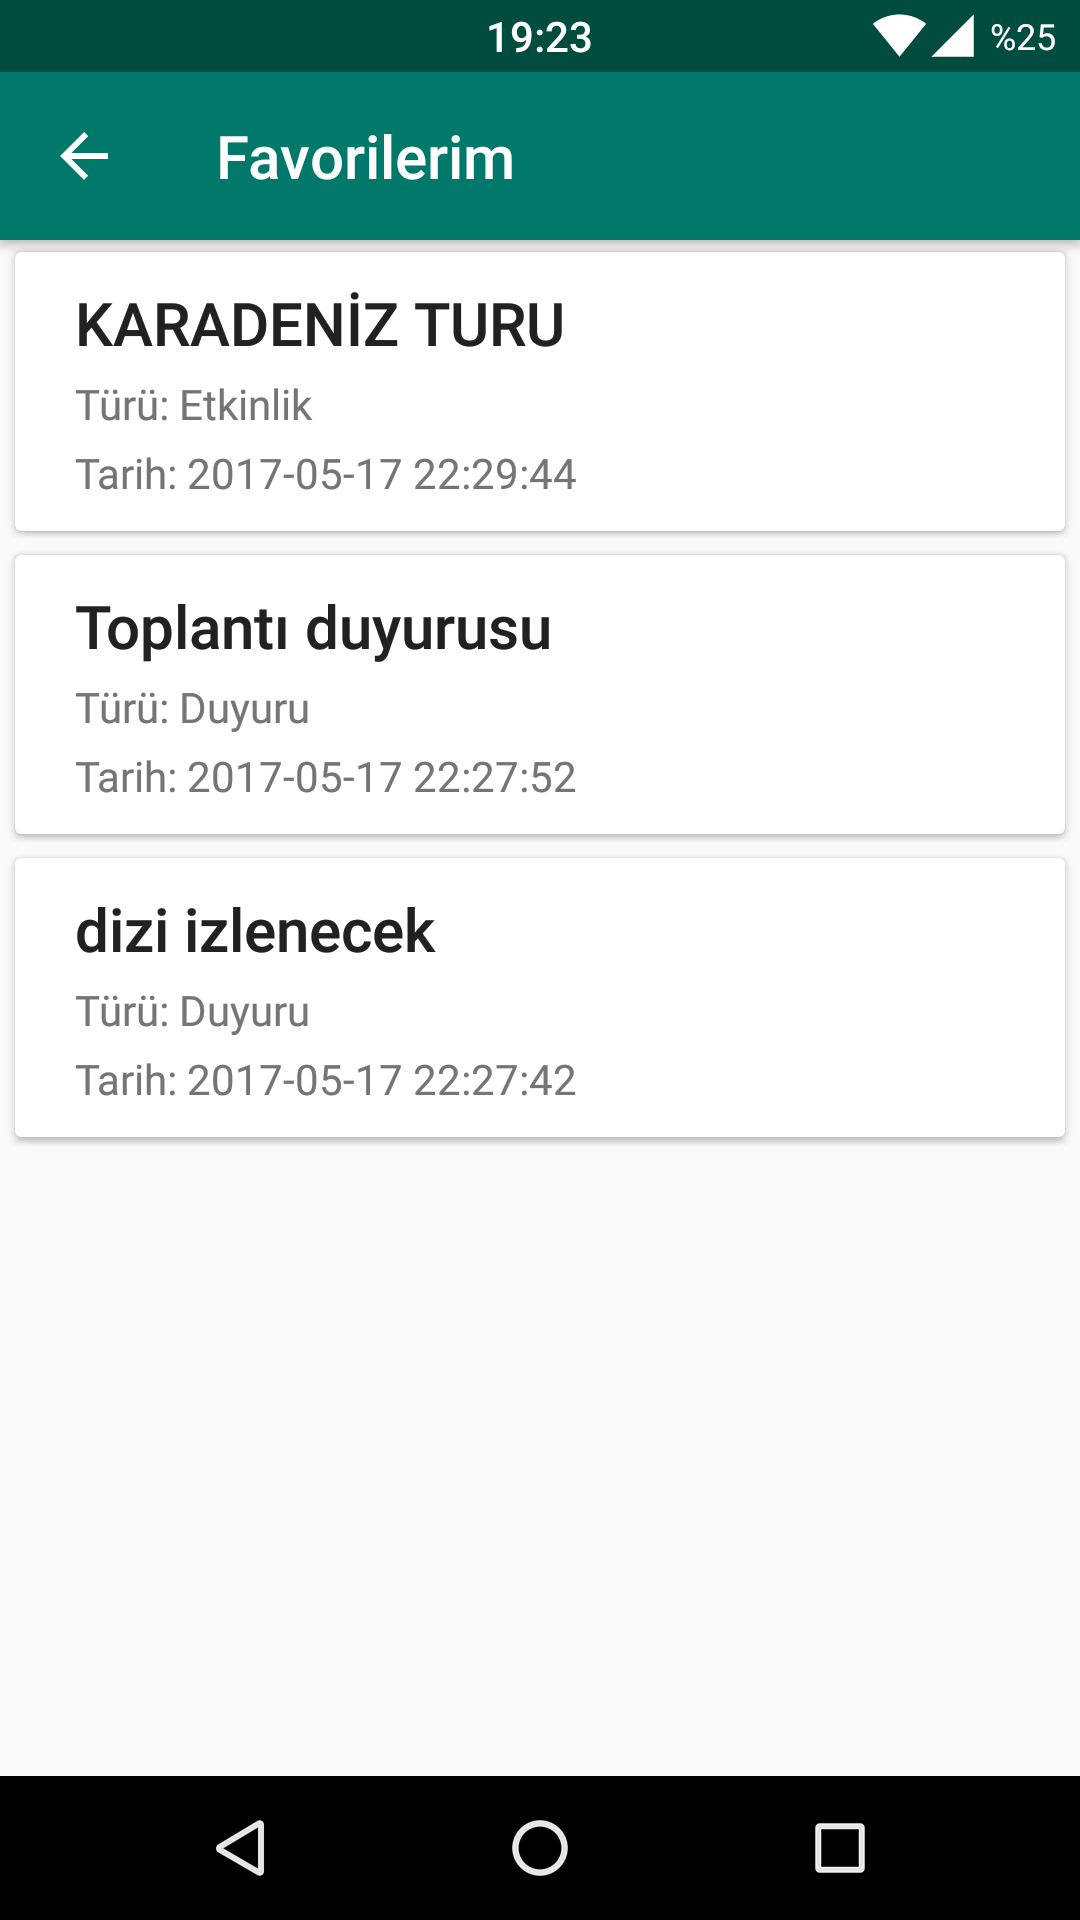 19:23 %25
Favorilerim
KARADENİZ TURU
Türü: Etkinlik
Tarih: 2017-05-17 22:29:44
Toplantı duyurusu
Türü: Duyuru
Tarih: 2017-05-17 22:27:52
dizi izlenecek
Türü: Duyuru
Tarih: 2017-05-17 22:27:42